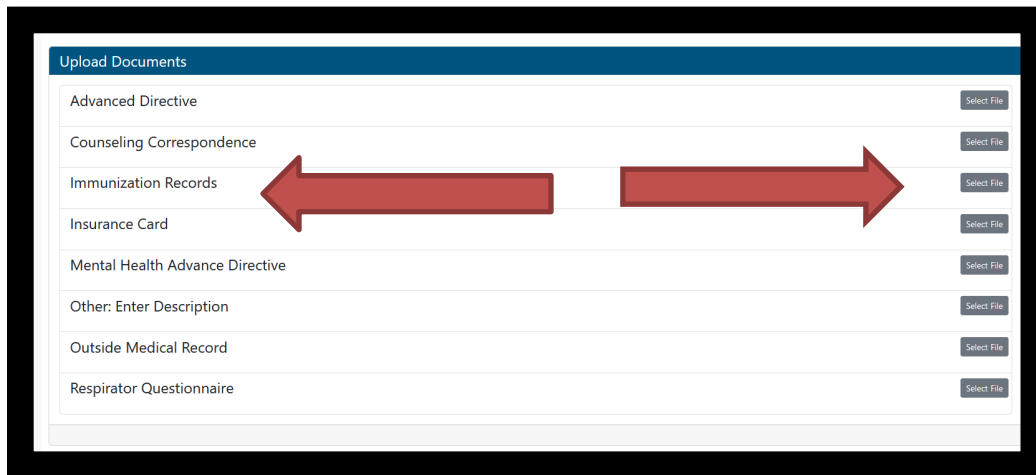 Upload Documents
Advanced Directive Select File
Counseling Correspondence Select File
Immunization Records Select File
Insurance Card Select File
Mental Health Advance Directive Select File
Other: Enter Description Select File
Outside Medical Record Select File
Respirator Questionnaire Select File